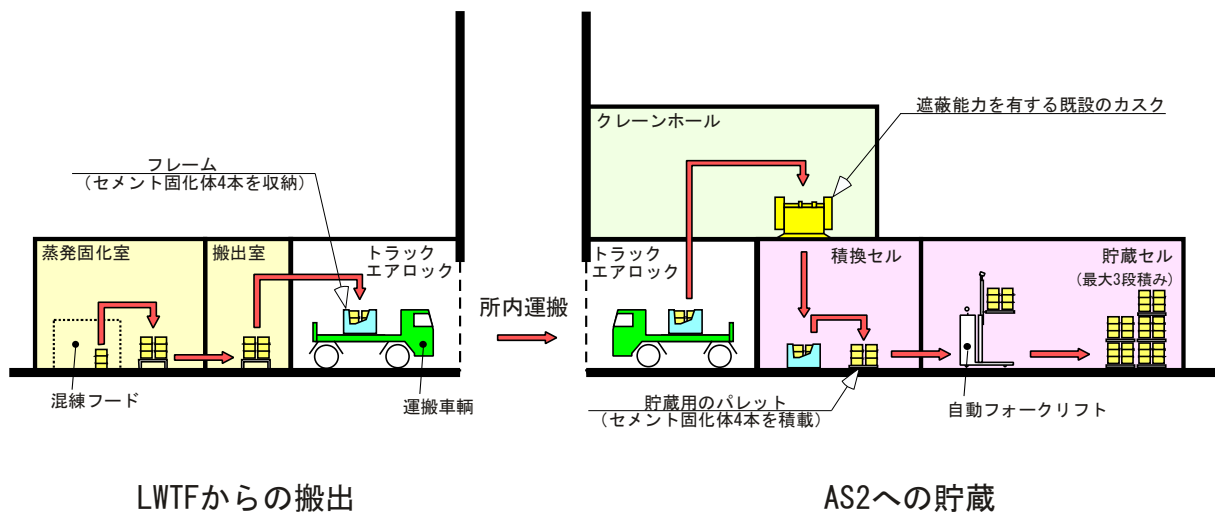 フレーム
（セメント固化体4本を収納）
蒸発固化室
搬出室
トラック
エアロック
混練フード
運搬車輌
所内運搬
クレーンホール
遮蔽能力を有する既設のカスク
トラック
エアロック
積換セル
貯蔵セル
（最大3段積み）
貯蔵用のパレット
（セメント固化体4本を積載）
自動フォークリフト
LWTFからの搬出
AS2への貯蔵